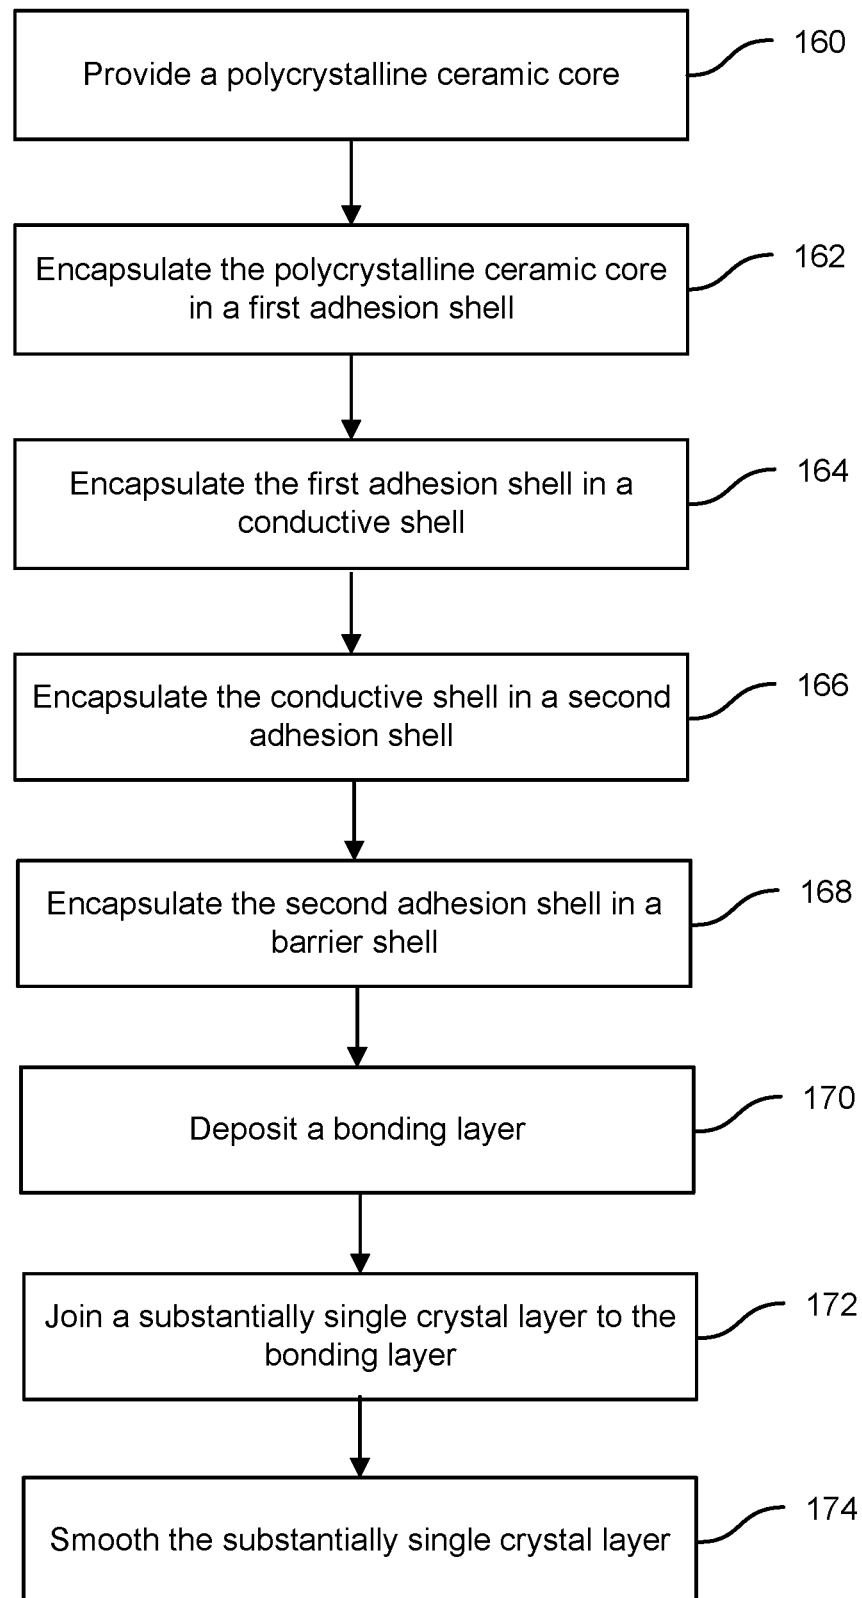 Provide a polycrystalline ceramic core
160
Encapsulate the polycrystalline ceramic core
in a first adhesion shell
162
Encapsulate the first adhesion shell in a
conductive shell
164
Encapsulate the conductive shell in a second
adhesion shell
166
Encapsulate the second adhesion shell in a
barrier shell
168
Deposit a bonding layer
170
Join a substantially single crystal layer to the
bonding layer
172
Smooth the substantially single crystal layer
174